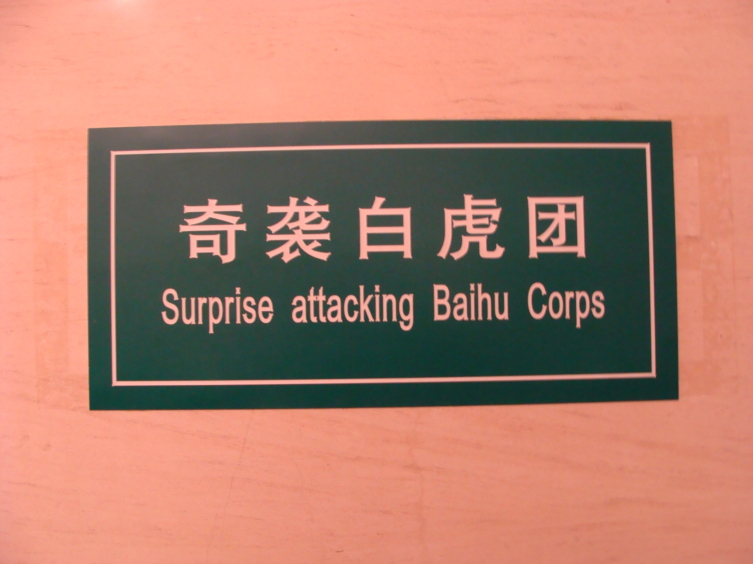 奇袭白虎团
Surprise attacking Baihu Corps